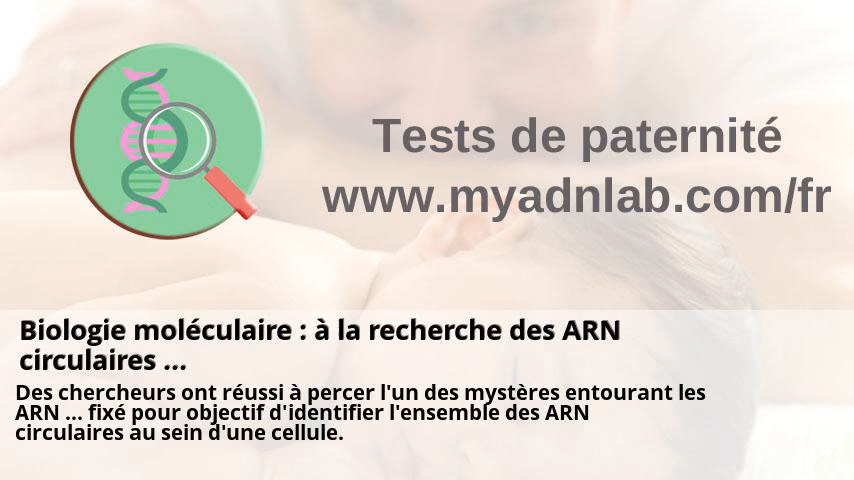 Tests de paternité
www.myadnlab.com/fr
Biologie moléculaire : à la recherche des ARN
circulaires ...
Des chercheurs ont réussi à percer l'un des mystères entourant les
ARN ... fixé pour objectif d'identifier l'ensemble des ARN
circulaires au sein d'une cellule.